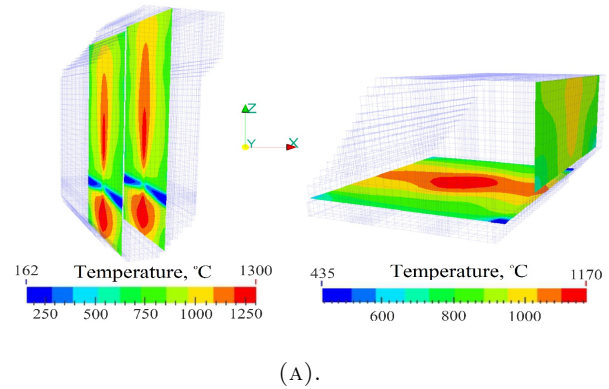 Z
Y X
Temperature, °C
162 1300
250 500 750 1000 1250
Temperature, °C
435 1170
600 800 1000
(A).